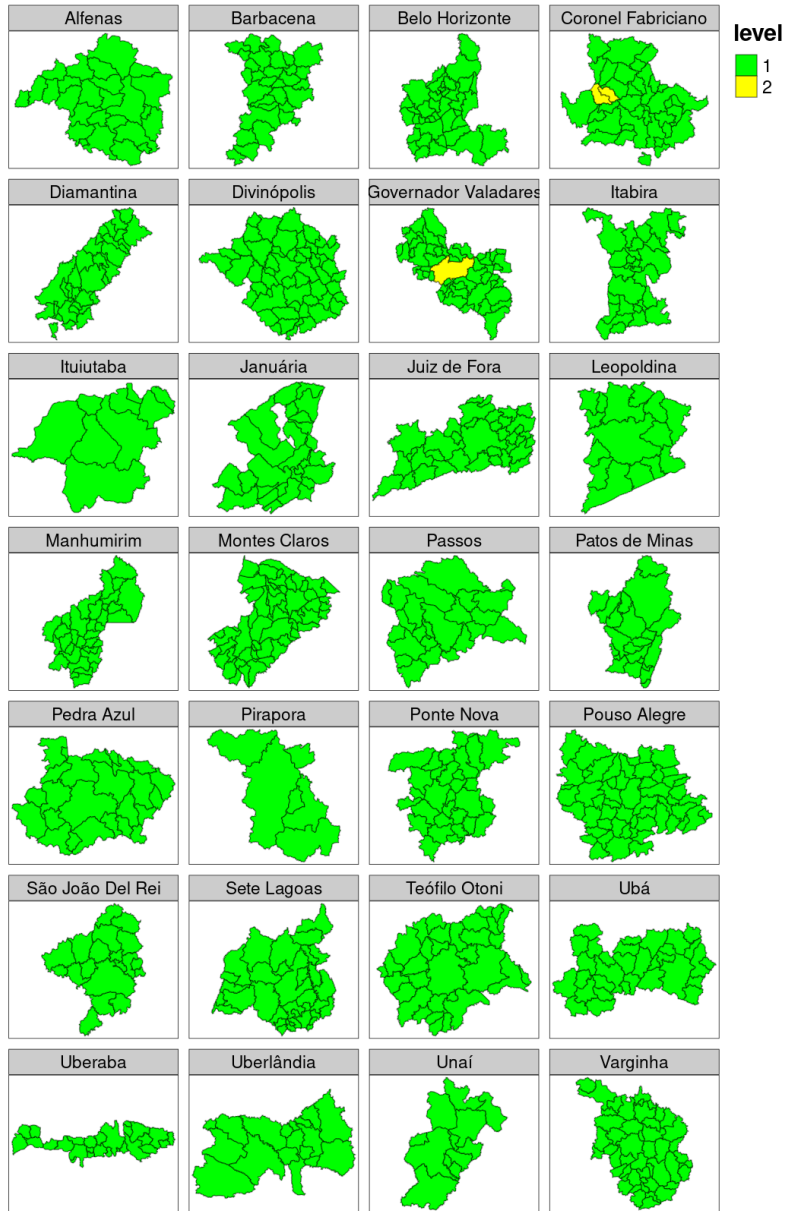 Alfenas
Barbacena
Belo Horizonte
Coronel Fabriciano
level
1
2
Diamantina
Divinópolis
Governador Valadares
Itabira
Ituiutaba
Januária
Juiz de Fora
Leopoldina
Manhumirim
Montes Claros
Passos
Patos de Minas
Pedra Azul
Pirapora
Ponte Nova
Pouso Alegre
São João Del Rei
Sete Lagoas
Teófilo Otoni
Ubá
Uberaba
Uberlândia
Unaí
Varginha